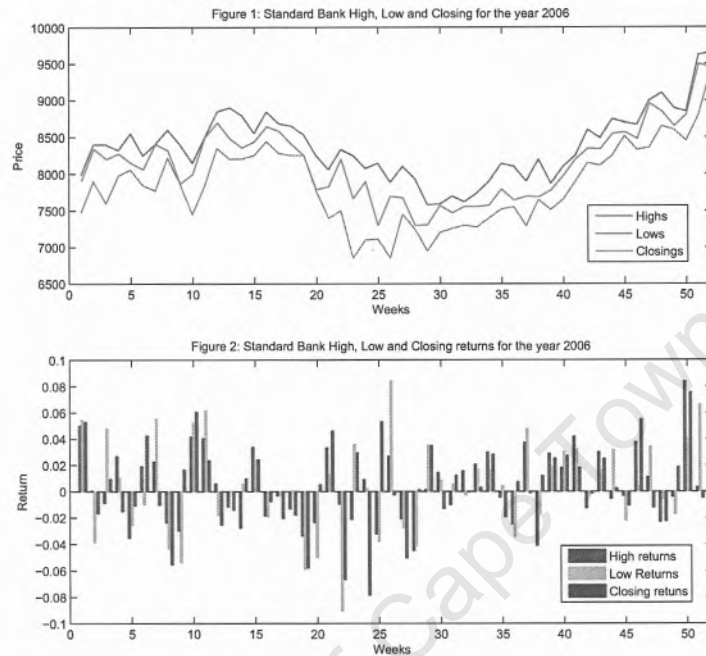 Figure 1: Standard Bank High, Low and Closing for the year 2006
10000
9500
9000
8500
8000
7500
7000
6500
Price
0 5 10 15 20 25 30 35 40 45 50
Weeks
Highs
Lows
Closings
Figure 2: Standard Bank High, Low and Closing returns for the year 2006
0.1
0.08
0.06
0.04
0.02
0
-0.02
-0.04
-0.06
-0.08
-0.1
Return
0 5 10 15 20 25 30 35 40 45 50
Weeks
High returns
Low Returns
Closing retuns
Cape Town